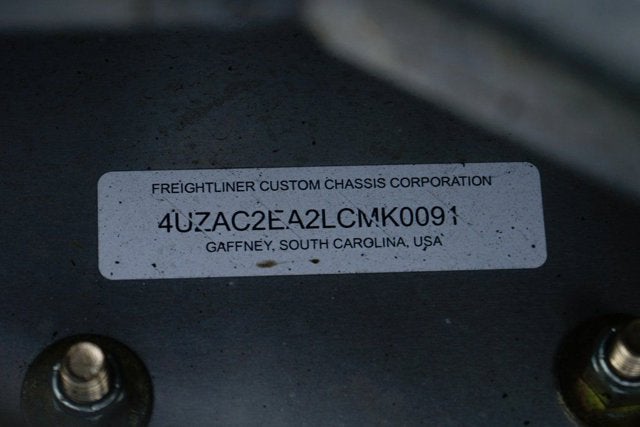 FREIGHTLINER CUSTOM CHASSIS CORPORATION
4UZAC2EA2LCMK0091
GAFFNEY, SOUTH CAROLINA, USA